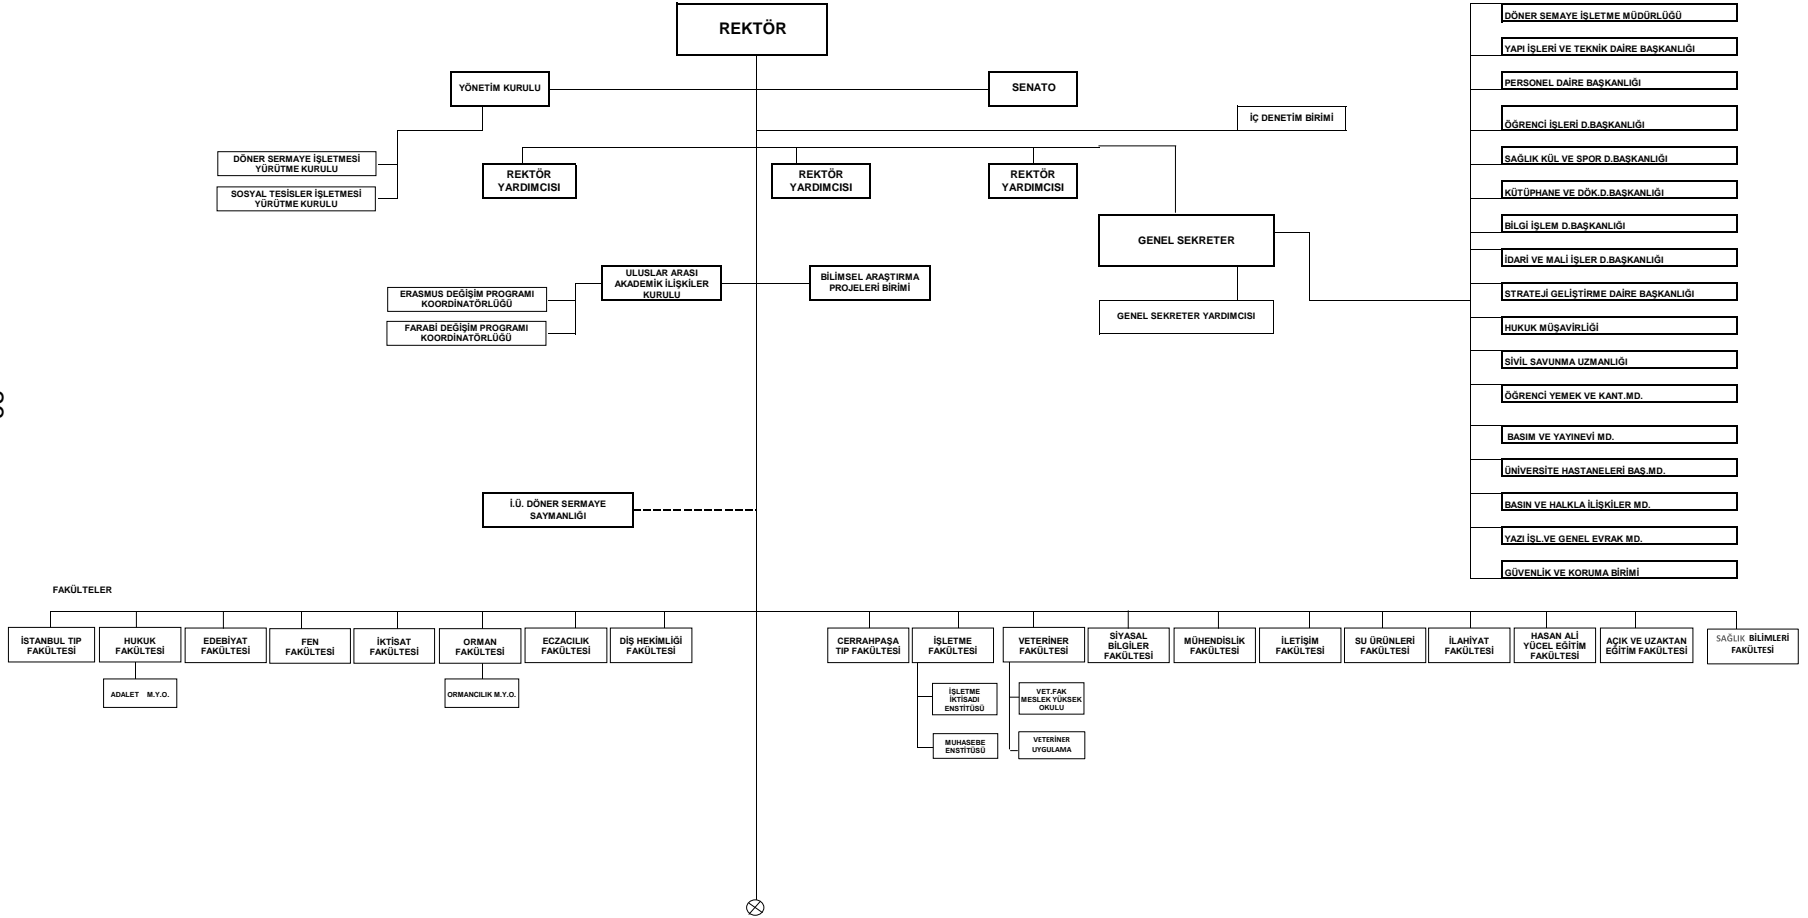 REKTÖR
YÖNETİM KURULU
SENATO
İÇ DENETİM BİRİMİ
DÖNER SERMAYE İŞLETMESİ
YÜRÜTME KURULU
SOSYAL TESİSLER İŞLETMESİ
YÜRÜTME KURULU
REKTÖR
YARDIMCISI
REKTÖR
YARDIMCISI
REKTÖR
YARDIMCISI
GENEL SEKRETER
GENEL SEKRETER YARDIMCISI
ULUSLAR ARASI
AKADEMİK İLİŞKİLER
KURULU
BİLİMSEL ARAŞTIRMA
PROJELERİ BİRİMİ
ERASMUS DEĞİŞİM PROGRAMI
KOORDİNATÖRLÜĞÜ
FARABİ DEĞİŞİM PROGRAMI
KOORDİNATÖRLÜĞÜ
DÖNER SEMAYE İŞLETME MÜDÜRLÜĞÜ
YAPI İŞLERİ VE TEKNİK DAİRE BAŞKANLIĞI
PERSONEL DAİRE BAŞKANLIĞI
ÖĞRENCİ İŞLERİ D.BAŞKANLIĞI
SAĞLIK KÜL VE SPOR D.BAŞKANLIĞI
KÜTÜPHANE VE DÖK.D.BAŞKANLIĞI
BİLGİ İŞLEM D.BAŞKANLIĞI
İDARİ VE MALİ İŞLER D.BAŞKANLIĞI
STRATEJİ GELİŞTİRME DAİRE BAŞKANLIĞI
HUKUK MÜŞAVİRLİĞİ
SİVİL SAVUNMA UZMANLIĞI
ÖĞRENCİ YEMEK VE KANT.MD.
BASIM VE YAYINEVİ MD.
ÜNİVERSİTE HASTANELERİ BAŞ.MD.
BASIN VE HALKLA İLİŞKİLER MD.
YAZI İŞL.VE GENEL EVRAK MD.
GÜVENLİK VE KORUMA BİRİMİ
İ.Ü. DÖNER SERMAYE
SAYMANLIĞI
FAKÜLTELER
İSTANBUL TIP
FAKÜLTESİ
HUKUK
FAKÜLTESİ
EDEBİYAT
FAKÜLTESİ
FEN
FAKÜLTESİ
İKTİSAT
FAKÜLTESİ
ORMAN
FAKÜLTESİ
ECZACILIK
FAKÜLTESİ
DİŞ HEKİMLİĞİ
FAKÜLTESİ
CERRAHPAŞA
TIP FAKÜLTESİ
İŞLETME
FAKÜLTESİ
VETERİNER
FAKÜLTESİ
SİYASAL
BİLGİLER
FAKÜLTESİ
MÜHENDİSLİK
FAKÜLTESİ
İLETİŞİM
FAKÜLTESİ
SU ÜRÜNLERİ
FAKÜLTESİ
İLAHİYAT
FAKÜLTESİ
HASAN ALİ
YÜCEL EĞİTİM
FAKÜLTESİ
AÇIK VE UZAKTAN
EĞİTİM FAKÜLTESİ
SAĞLIK BİLİMLERİ
FAKÜLTESİ
ADALET M.Y.O.
ORMANCILIK M.Y.O.
İŞLETME
İKTİSADI
ENSTİTÜSÜ
VET.FAK
MESLEK YÜKSEK
OKULU
MUHASEBE
ENSTİTÜSÜ
VETERİNER
UYGULAMA